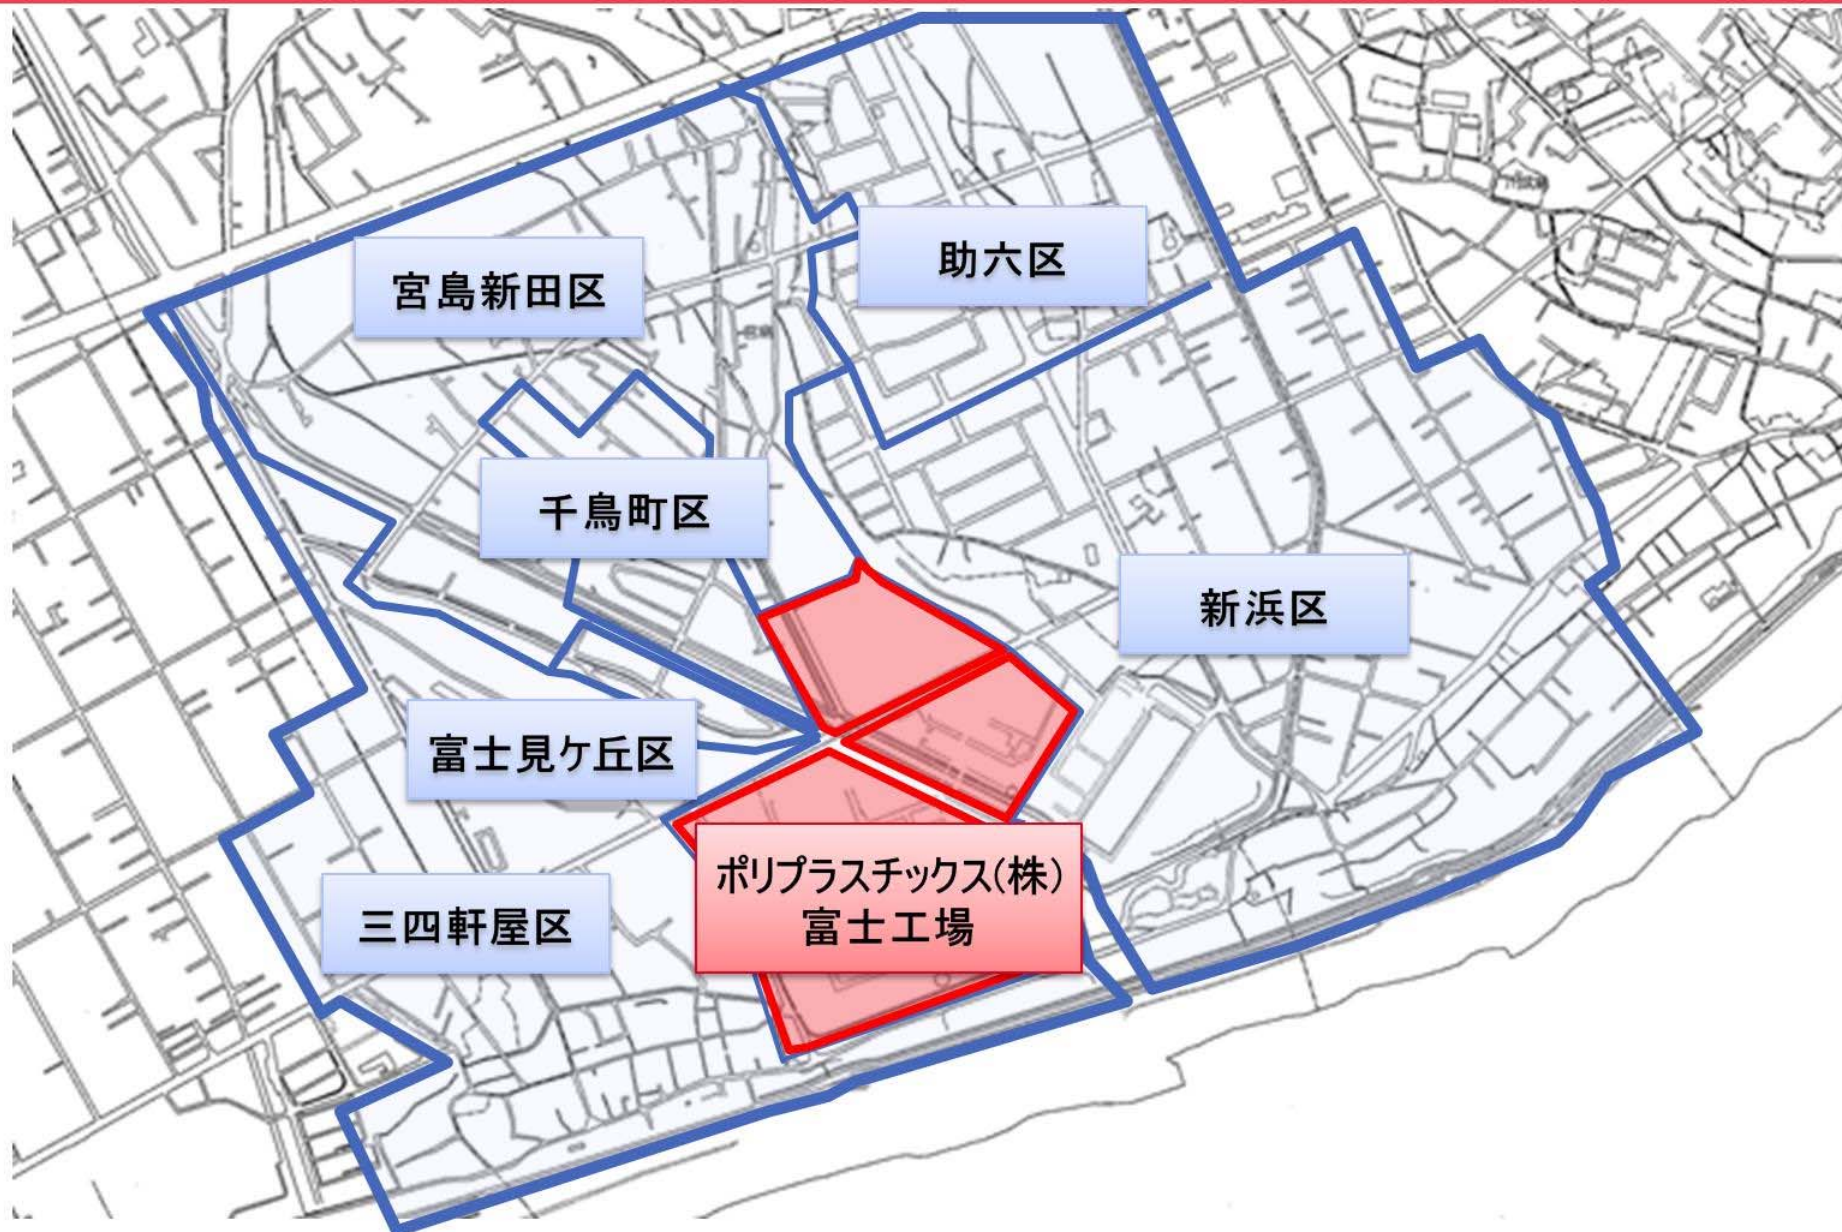 助六区
宮島新田区
千鳥町区
新浜区
富士見ケ丘区
ポリプラスチックス(株)
富士工場
三四軒屋区